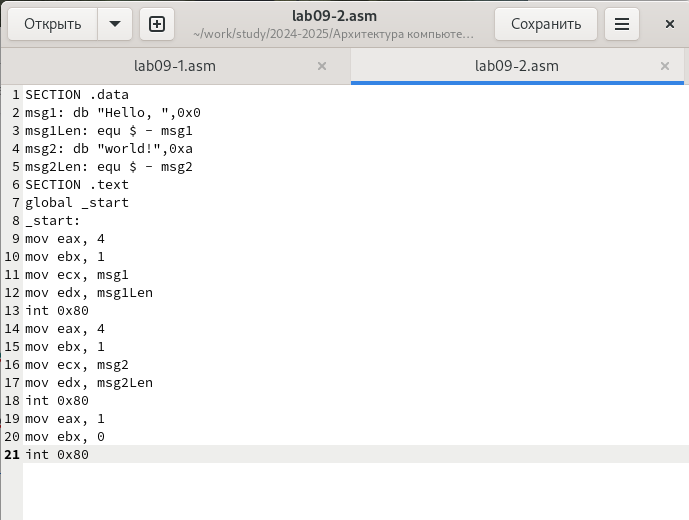 Открыть
lab09-2.asm
~/work/study/2024-2025/Архитектура компьюте...
Сохранить
lab09-1.asm
lab09-2.asm
1 SECTION .data
2 msg1: db "Hello, ",0x0
3 msg1Len: equ $ - msg1
4 msg2: db "world!",0xa
5 msg2Len: equ $ - msg2
6 SECTION .text
7 global _start
8 _start:
9 mov eax, 4
10 mov ebx, 1
11 mov ecx, msg1
12 mov edx, msg1Len
13 int 0x80
14 mov eax, 4
15 mov ebx, 1
16 mov ecx, msg2
17 mov edx, msg2Len
18 int 0x80
19 mov eax, 1
20 mov ebx, 0
21 int 0x80